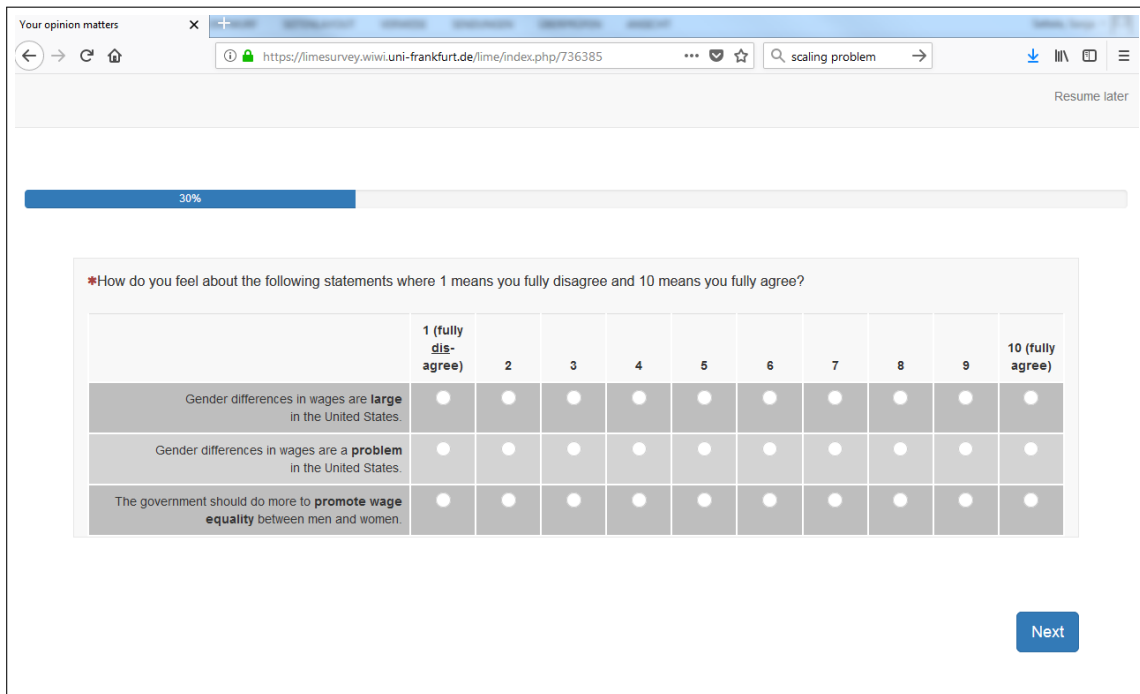 Your opinion matters
https://limesurvey.wiwi.uni-frankfurt.de/lime/index.php/736385
scaling problem
Resume later
30%
*How do you feel about the following statements where 1 means you fully disagree and 10 means you fully agree?
1 (fully
dis-
agree) 2 3 4 5 6 7 8 9 10 (fully
agree)
Gender differences in wages are large
in the United States.
Gender differences in wages are a problem
in the United States.
The government should do more to promote wage
equality between men and women.
Next